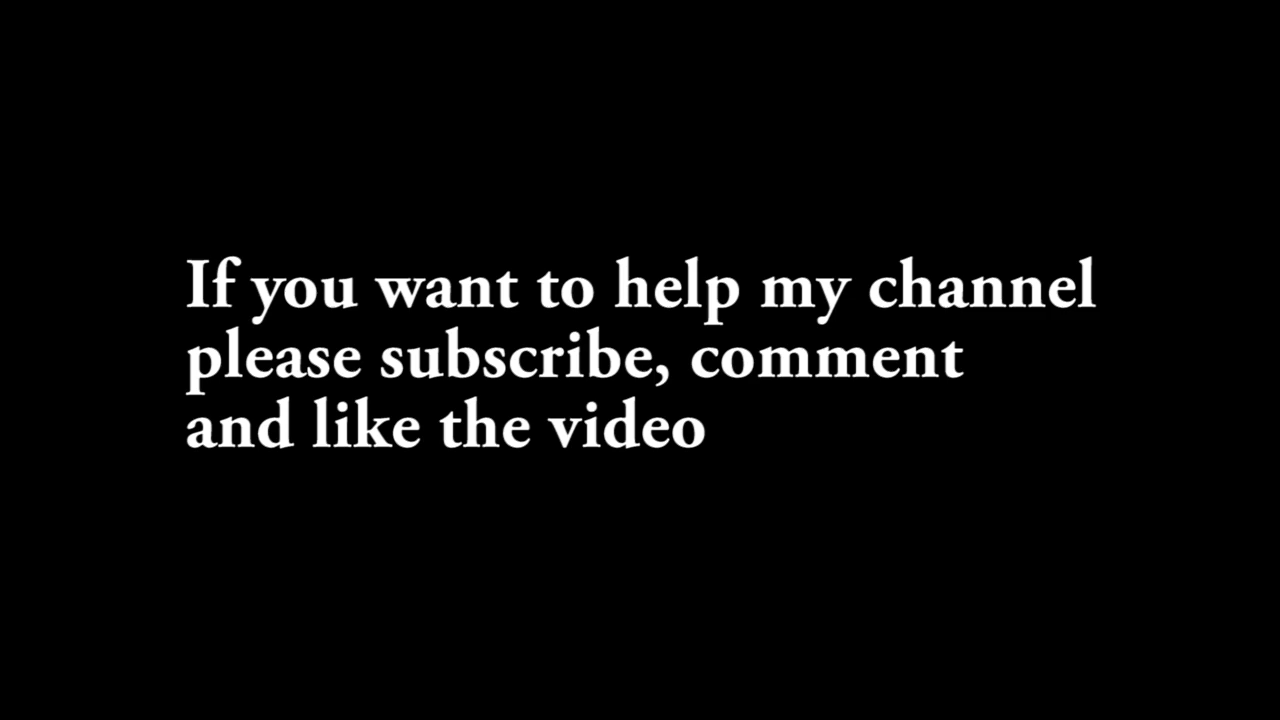 If you want to help my channel
please subscribe, comment
and like the video